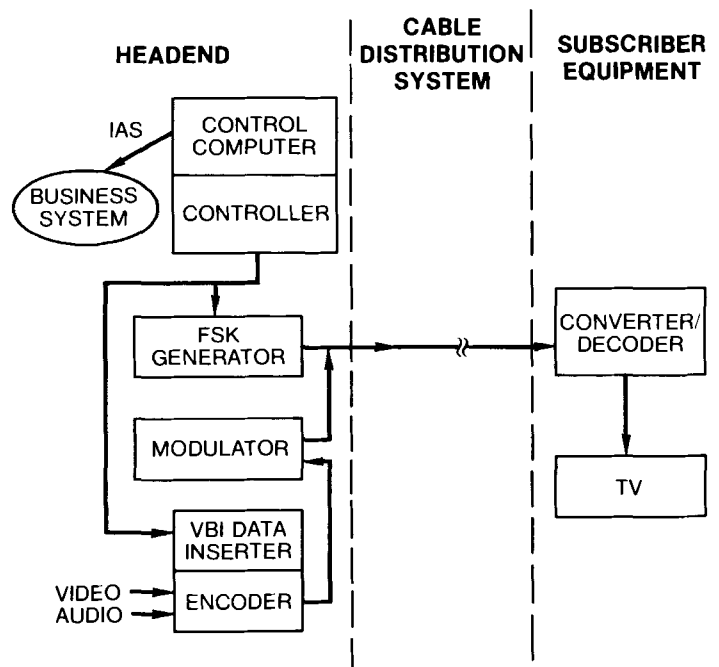 HEADEND
CABLE
DISTRIBUTION
SYSTEM
SUBSCRIBER
EQUIPMENT
IAS
CONTROL
COMPUTER
BUSINESS
SYSTEM
CONTROLLER
FSK
GENERATOR
CONVERTER/
DECODER
MODULATOR
TV
VBI DATA
INSERTER
VIDEO
AUDIO
ENCODER